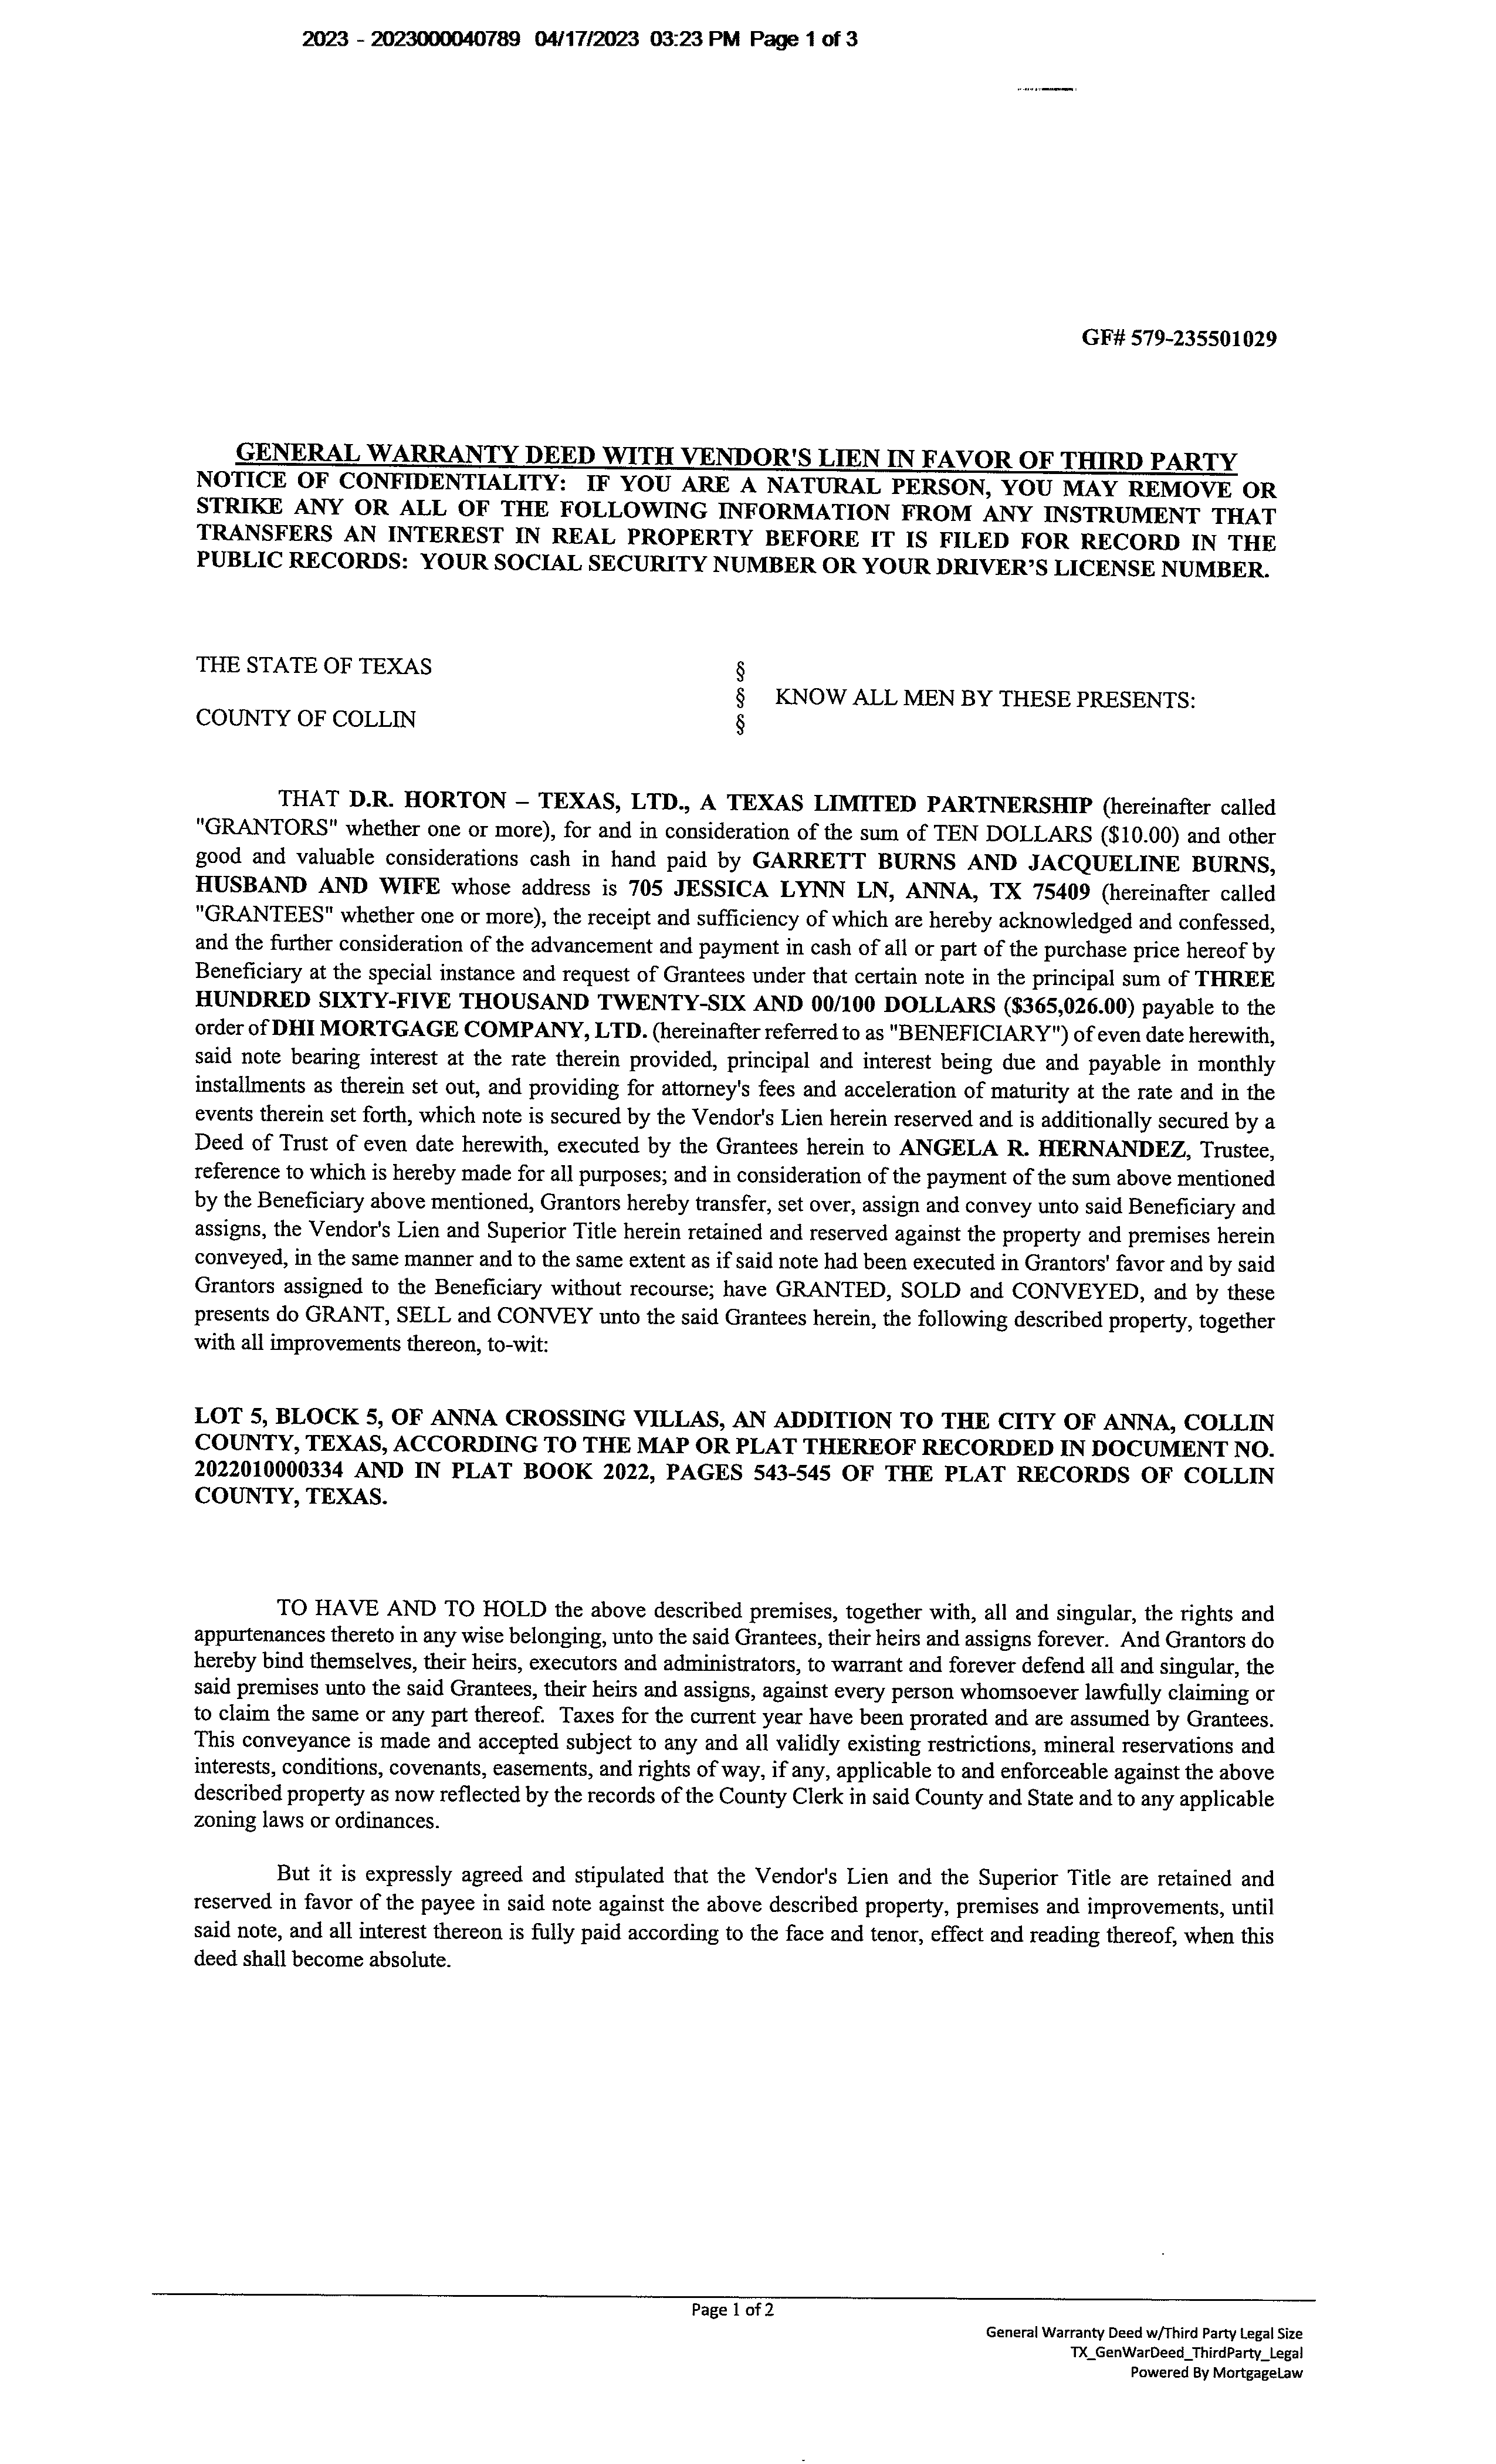 2023 - 2023000040789 04/17/2023 03:23 PM Page 1 of 3
GF# 579-235501029
GENERAL WARRANTY DEED WITH VENDOR'S LIEN IN FAVOR OF THIRD PARTY
NOTICE OF CONFIDENTIALITY: IF YOU ARE A NATURAL PERSON, YOU MAY REMOVE OR
STRIKE ANY OR ALL OF THE FOLLOWING INFORMATION FROM ANY INSTRUMENT THAT
TRANSFERS AN INTEREST IN REAL PROPERTY BEFORE IT IS FILED FOR RECORD IN THE
PUBLIC RECORDS: YOUR SOCIAL SECURITY NUMBER OR YOUR DRIVER'S LICENSE NUMBER.
THE STATE OF TEXAS §
§ KNOW ALL MEN BY THESE PRESENTS:
COUNTY OF COLLIN §
THAT D.R. HORTON – TEXAS, LTD., A TEXAS LIMITED PARTNERSHIP (hereinafter called
"GRANTORS" whether one or more), for and in consideration of the sum of TEN DOLLARS ($10.00) and other
good and valuable considerations cash in hand paid by GARRETT BURNS AND JACQUELINE BURNS,
HUSBAND AND WIFE whose address is 705 JESSICA LYNN LN, ANNA, TX 75409 (hereinafter called
"GRANTEES" whether one or more), the receipt and sufficiency of which are hereby acknowledged and confessed,
and the further consideration of the advancement and payment in cash of all or part of the purchase price hereof by
Beneficiary at the special instance and request of Grantees under that certain note in the principal sum of THREE
HUNDRED SIXTY-FIVE THOUSAND TWENTY-SIX AND 00/100 DOLLARS ($365,026.00) payable to the
order of DHI MORTGAGE COMPANY, LTD. (hereinafter referred to as "BENEFICIARY") of even date herewith,
said note bearing interest at the rate therein provided, principal and interest being due and payable in monthly
installments as therein set out, and providing for attorney's fees and acceleration of maturity at the rate and in the
events therein set forth, which note is secured by the Vendor's Lien herein reserved and is additionally secured by a
Deed of Trust of even date herewith, executed by the Grantees herein to ANGELA R. HERNANDEZ, Trustee,
reference to which is hereby made for all purposes; and in consideration of the payment of the sum above mentioned
by the Beneficiary above mentioned, Grantors hereby transfer, set over, assign and convey unto said Beneficiary and
assigns, the Vendor's Lien and Superior Title herein retained and reserved against the property and premises herein
conveyed, in the same manner and to the same extent as if said note had been executed in Grantors' favor and by said
Grantors assigned to the Beneficiary without recourse; have GRANTED, SOLD and CONVEYED, and by these
presents do GRANT, SELL and CONVEY unto the said Grantees herein, the following described property, together
with all improvements thereon, to-wit:
LOT 5, BLOCK 5, OF ANNA CROSSING VILLAS, AN ADDITION TO THE CITY OF ANNA, COLLIN
COUNTY, TEXAS, ACCORDING TO THE MAP OR PLAT THEREOF RECORDED IN DOCUMENT NO.
2022010000334 AND IN PLAT BOOK 2022, PAGES 543-545 OF THE PLAT RECORDS OF COLLIN
COUNTY, TEXAS.
TO HAVE AND TO HOLD the above described premises, together with, all and singular, the rights and
appurtenances thereto in any wise belonging, unto the said Grantees, their heirs and assigns forever. And Grantors do
hereby bind themselves, their heirs, executors and administrators, to warrant and forever defend all and singular, the
said premises unto the said Grantees, their heirs and assigns, against every person whomsoever lawfully claiming or
to claim the same or any part thereof. Taxes for the current year have been prorated and are assumed by Grantees.
This conveyance is made and accepted subject to any and all validly existing restrictions, mineral reservations and
interests, conditions, covenants, easements, and rights of way, if any, applicable to and enforceable against the above
described property as now reflected by the records of the County Clerk in said County and State and to any applicable
zoning laws or ordinances.
But it is expressly agreed and stipulated that the Vendor's Lien and the Superior Title are retained and
reserved in favor of the payee in said note against the above described property, premises and improvements, until
said note, and all interest thereon is fully paid according to the face and tenor, effect and reading thereof, when this
deed shall become absolute.
Page 1 of 2
General Warranty Deed w/Third Party Legal Size
TX_GenWarDeed_ThirdParty_Legal
Powered By MortgageLaw